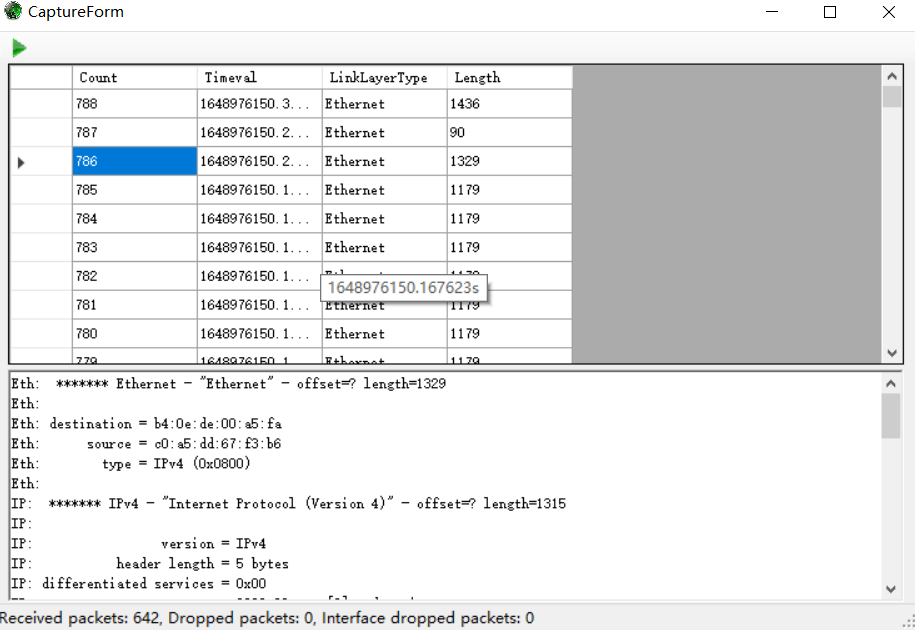 CaptureForm
Count Timeval LinkLayerType Length
788 1648976150.3... Ethernet 1436
787 1648976150.2... Ethernet 90
786 1648976150.2... Ethernet 1329
785 1648976150.1... Ethernet 1179
784 1648976150.1... Ethernet 1179
783 1648976150.1... Ethernet 1179
782 1648976150.1... Ethernet 1179
1648976150.167623s
781 1648976150.1... Ethernet 1179
780 1648976150.1... Ethernet 1179
779 1648976150.1... Ethernet 1179
Eth: ******* Ethernet - "Ethernet" - offset=? length=1329
Eth:
Eth: destination = b4:0e:de:00:a5:fa
Eth: source = c0:a5:dd:67:f3:b6
Eth: type = IPv4 (0x0800)
Eth:
IP: ******* IPv4 - "Internet Protocol (Version 4)" - offset=? length=1315
IP:
IP: version = IPv4
IP: header length = 5 bytes
IP: differentiated services = 0x00
Received packets: 642, Dropped packets: 0, Interface dropped packets: 0